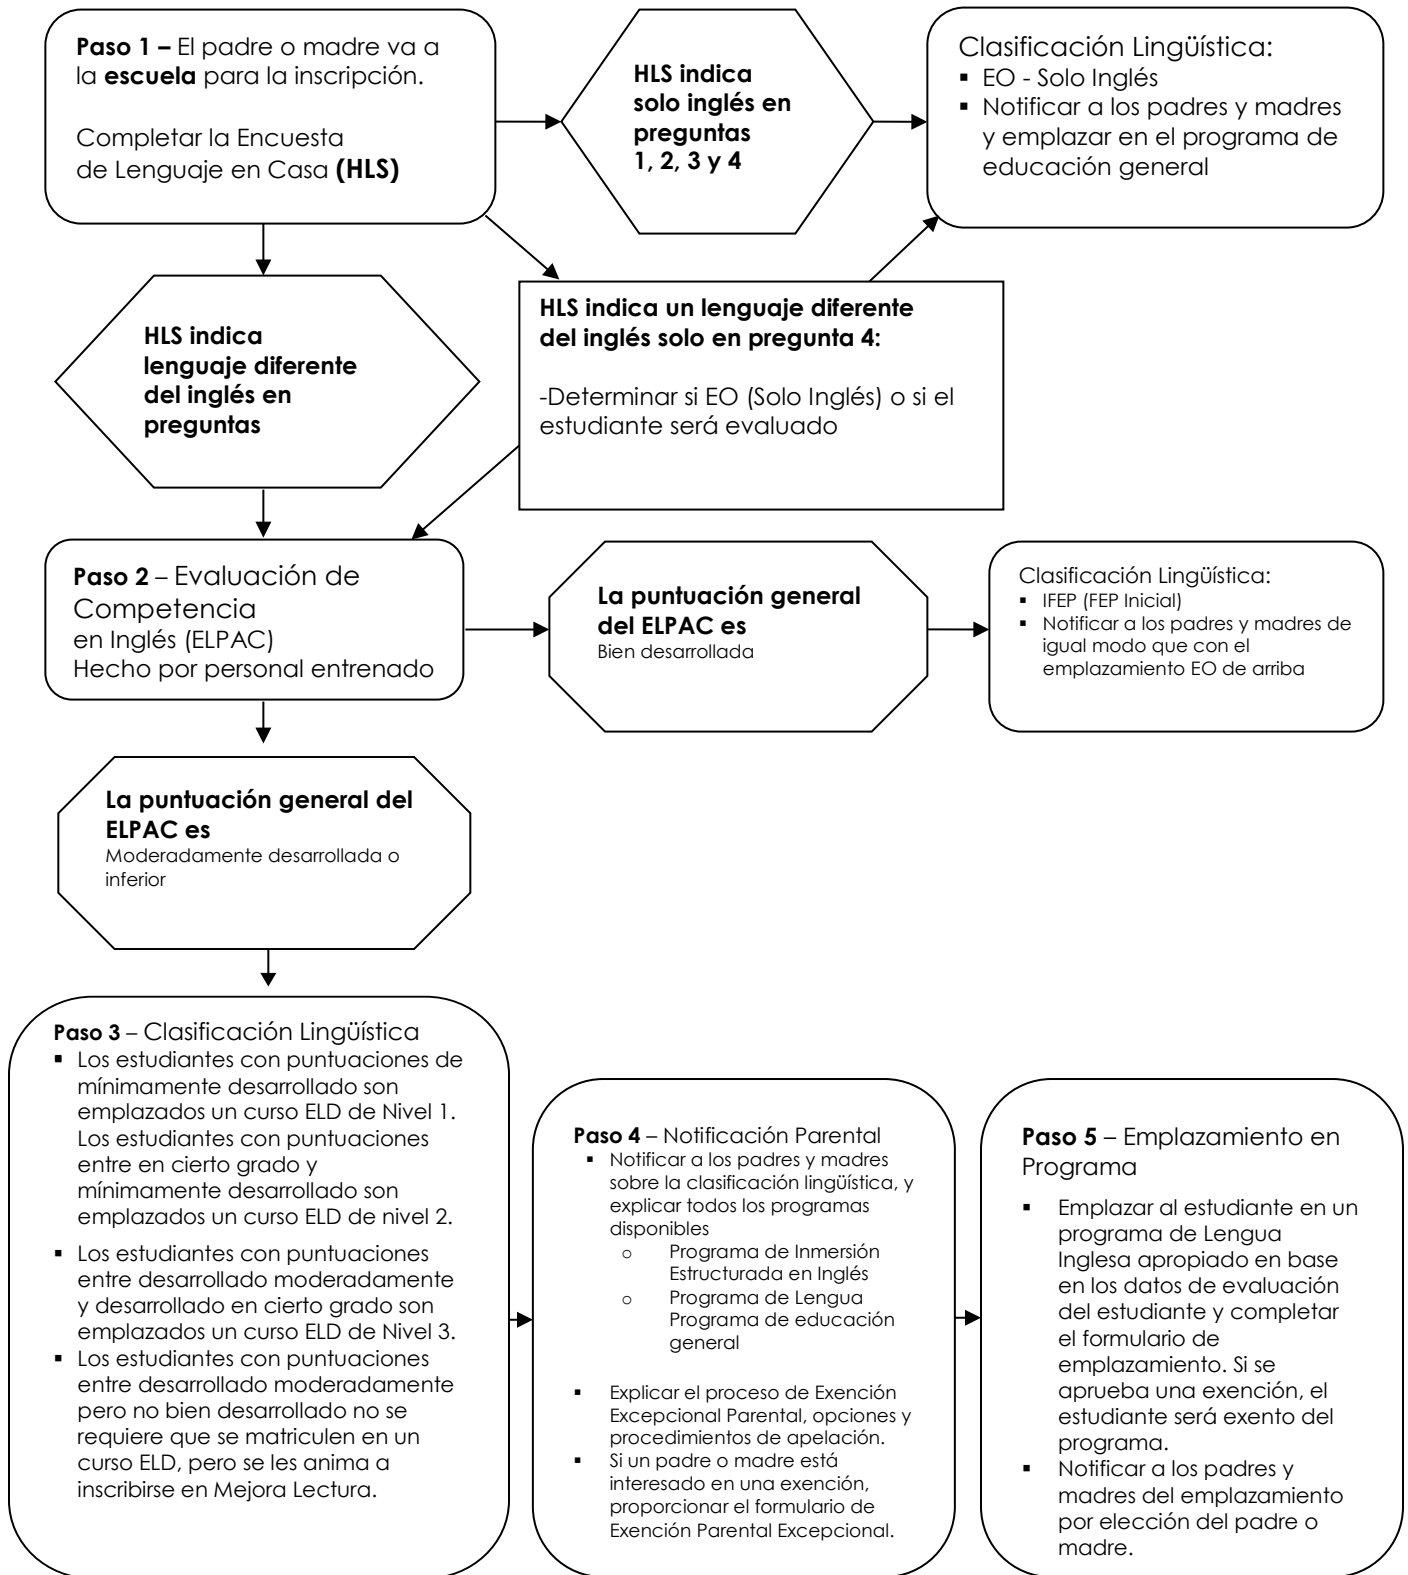 Paso 1 – El padre o madre va a
la escuela para la inscripción.
Completar la Encuesta
de Lenguaje en Casa (HLS)
HLS indica
solo inglés en
preguntas
1, 2, 3 y 4
Clasificación Lingüística:
▪ EO - Solo Inglés
▪ Notificar a los padres y madres
y emplazar en el programa de
educación general
HLS indica
lenguaje diferente
del inglés en
preguntas
HLS indica un lenguaje diferente
del inglés solo en pregunta 4:
-Determinar si EO (Solo Inglés) o si el
estudiante será evaluado
Paso 2 – Evaluación de
Competencia
en Inglés (ELPAC)
Hecho por personal entrenado
La puntuación general
del ELPAC es
Bien desarrollada
Clasificación Lingüística:
▪ IFEP (FEP Inicial)
▪ Notificar a los padres y madres de
igual modo que con el
emplazamiento EO de arriba
La puntuación general del
ELPAC es
Moderadamente desarrollada o
inferior
Paso 3 – Clasificación Lingüística
▪ Los estudiantes con puntuaciones de
mínimamente desarrollado son
emplazados un curso ELD de Nivel 1.
Los estudiantes con puntuaciones
entre en cierto grado y
mínimamente desarrollado son
emplazados un curso ELD de nivel 2.
▪ Los estudiantes con puntuaciones
entre desarrollado moderadamente
y desarrollado en cierto grado son
emplazados un curso ELD de Nivel 3.
▪ Los estudiantes con puntuaciones
entre desarrollado moderadamente
pero no bien desarrollado no se
requiere que se matriculen en un
curso ELD, pero se les anima a
inscribirse en Mejora Lectura.
Paso 4 – Notificación Parental
▪ Notificar a los padres y madres
sobre la clasificación lingüística, y
explicar todos los programas
disponibles
o Programa de Inmersión
Estructurada en Inglés
o Programa de Lengua
Programa de educación
general
▪ Explicar el proceso de Exención
Excepcional Parental, opciones y
procedimientos de apelación.
▪ Si un padre o madre está
interesado en una exención,
proporcionar el formulario de
Exención Parental Excepcional.
Paso 5 – Emplazamiento en
Programa
▪ Emplazar al estudiante en un
programa de Lengua
Inglesa apropiado en base
en los datos de evaluación
del estudiante y completar
el formulario de
emplazamiento. Si se
aprueba una exención, el
estudiante será exento del
programa.
▪ Notificar a los padres y
madres del emplazamiento
por elección del padre o
madre.